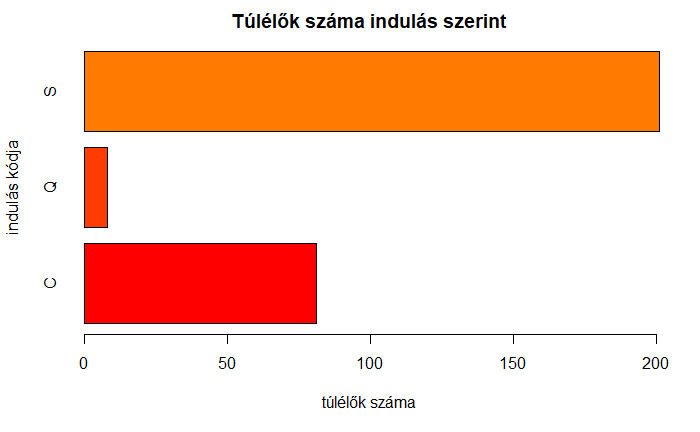 Túlélők száma indulás szerint
indulás kódja
S
Q
C
0 50 100 150 200
túlélők száma